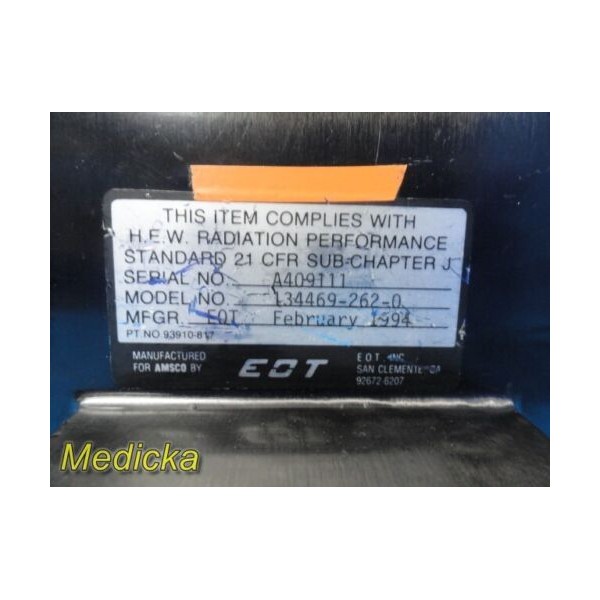 THIS ITEM COMPLIES WITH
H.E.W. RADIATION PERFORMANCE
STANDARD 21 CFR SUB-CHAPTER J
SERIAL NO. A409111
MODEL NO. 134469-262-0
MFGR. EOT February 1994
PT NO 93910-817
MANUFACTURED
FOR AMSCO BY
EOT
E O T, INC.
SAN CLEMENTE, CA
92672-6207
Medicka